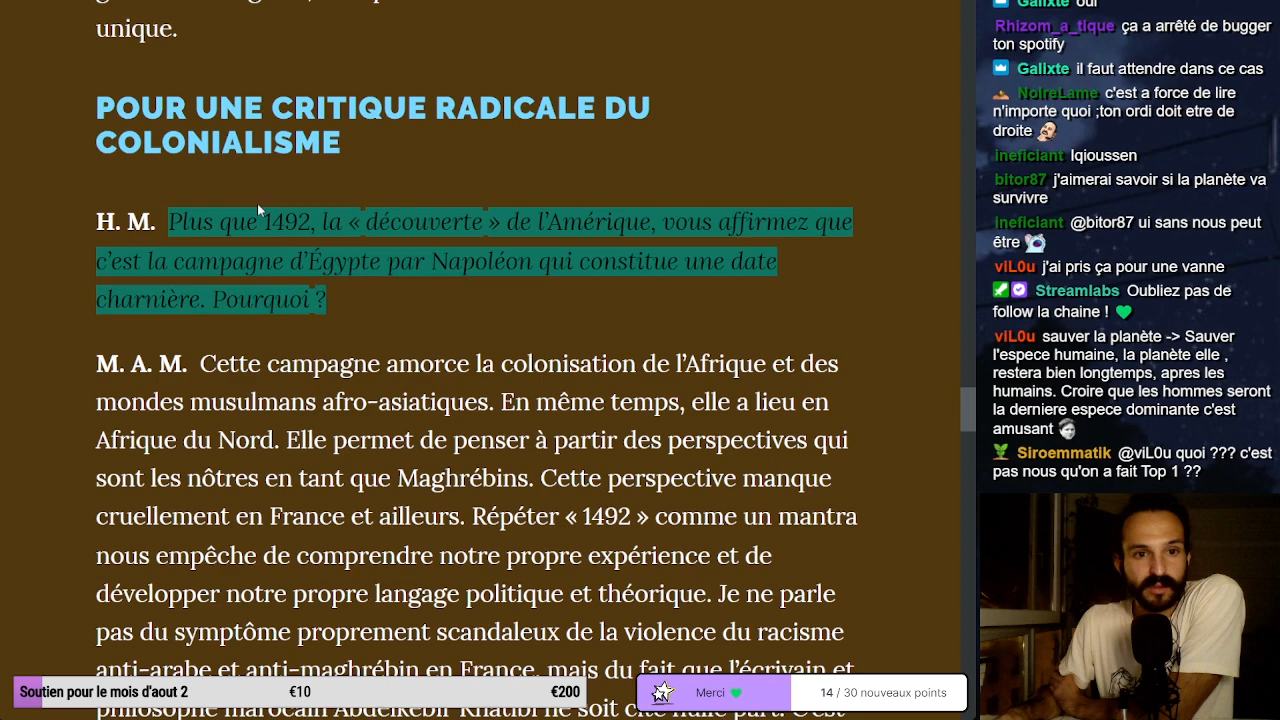 unique.
POUR UNE CRITIQUE RADICALE DU
COLONIALISME
H. M. Plus que 1492, la « découverte » de l’Amérique, vous affirmez que
c’est la campagne d’Égypte par Napoléon qui constitue une date
charnière. Pourquoi ?
M. A. M. Cette campagne amorce la colonisation de l’Afrique et des
mondes musulmans afro-asiatiques. En même temps, elle a lieu en
Afrique du Nord. Elle permet de penser à partir des perspectives qui
sont les nôtres en tant que Maghrébins. Cette perspective manque
cruellement en France et ailleurs. Répéter « 1492 » comme un mantra
nous empêche de comprendre notre propre expérience et de
développer notre propre langage politique et théorique. Je ne parle
pas du symptôme proprement scandaleux de la violence du racisme
anti-arabe et anti-maghrébin en France, mais du fait que l’écrivain et
philosophe marocain Abdelkébir Khatibi ne soit cité nulle part. C’est
Soutien pour le mois d'aout 2
€10
€200
Merci
14 / 30 nouveaux points
Galixte oui
Rhizom_a_tique ça a arrêté de bugger
ton spotify
Galixte il faut attendre dans ce cas
NoireLame c'est a force de lire
n'importe quoi ;ton ordi doit etre de
droite
ineficiant lqioussen
bitor87 j'aimerai savoir si la planète va
survivre
ineficiant @bitor87 ui sans nous peut
être
viL0u j'ai pris ça pour une vanne
Streamlabs Oubliez pas de
follow la chaine !
viL0u sauver la planète -> Sauver
l'espece humaine, la planète elle ,
restera bien longtemps, apres les
humains. Croire que les hommes seront
la derniere espece dominante c'est
amusant
Siroemmatik @viL0u quoi ??? c'est
pas nous qu'on a fait Top 1 ??